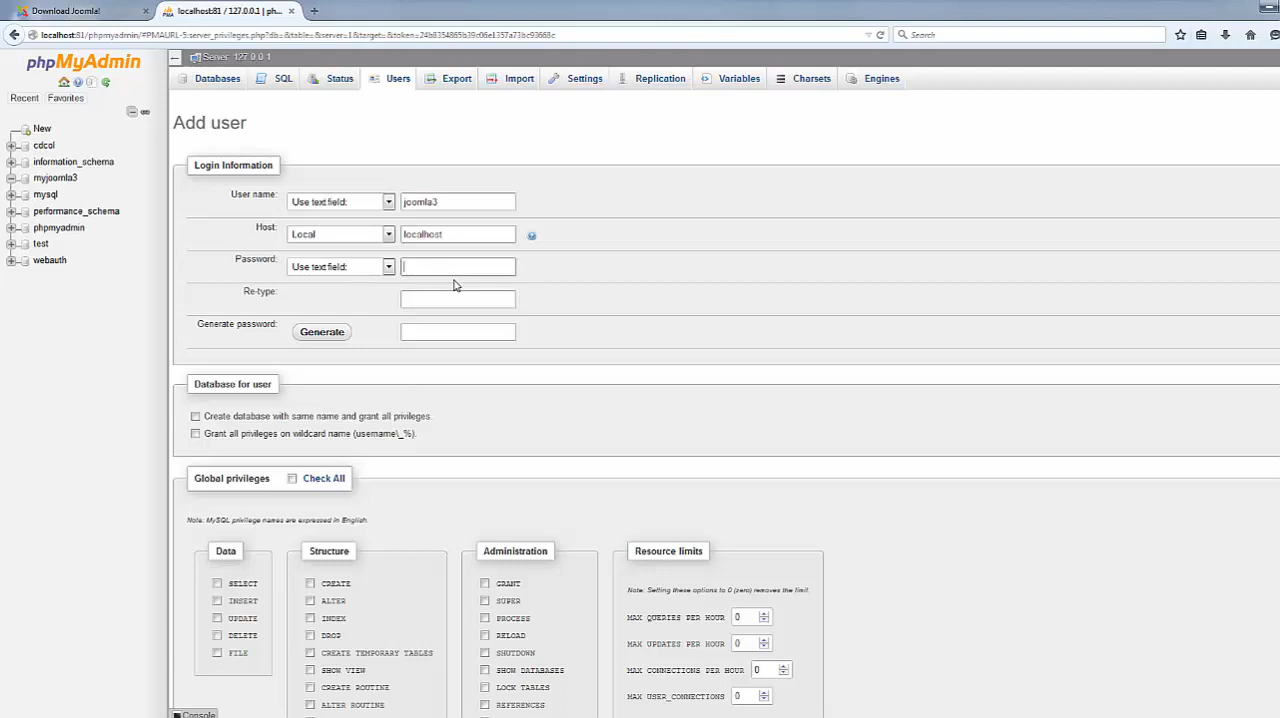 Download Joomla!
localhost:81 / 127.0.0.1 | ph...
localhost:81/phpmyadmin/#PMAURL-5:server_privileges.php?db=&table=&server=1&target=&token=24b8354865b39c06e1357a73bc93668c
Search
phpMyAdmin
Recent Favorites
New
cdcol
information_schema
myjoomla3
mysql
performance_schema
phpmyadmin
test
webauth
Server: 127.0.0.1
Databases SQL Status Users Export Import Settings Replication Variables Charsets Engines
Add user
Login Information
User name: Use text field: joomla3
Host: Local localhost
Password: Use text field:
Re-type:
Generate password: Generate
Database for user
Create database with same name and grant all privileges.
Grant all privileges on wildcard name (username\_%).
Global privileges Check All
Note: MySQL privilege names are expressed in English.
Data
SELECT
INSERT
UPDATE
DELETE
FILE
Structure
CREATE
ALTER
INDEX
DROP
CREATE TEMPORARY TABLES
SHOW VIEW
CREATE ROUTINE
ALTER ROUTINE
Administration
GRANT
SUPER
PROCESS
RELOAD
SHUTDOWN
SHOW DATABASES
LOCK TABLES
REFERENCES
Resource limits
Note: Setting these options to 0 (zero) removes the limit.
MAX QUERIES PER HOUR 0
MAX UPDATES PER HOUR 0
MAX CONNECTIONS PER HOUR 0
MAX USER_CONNECTIONS 0
Console